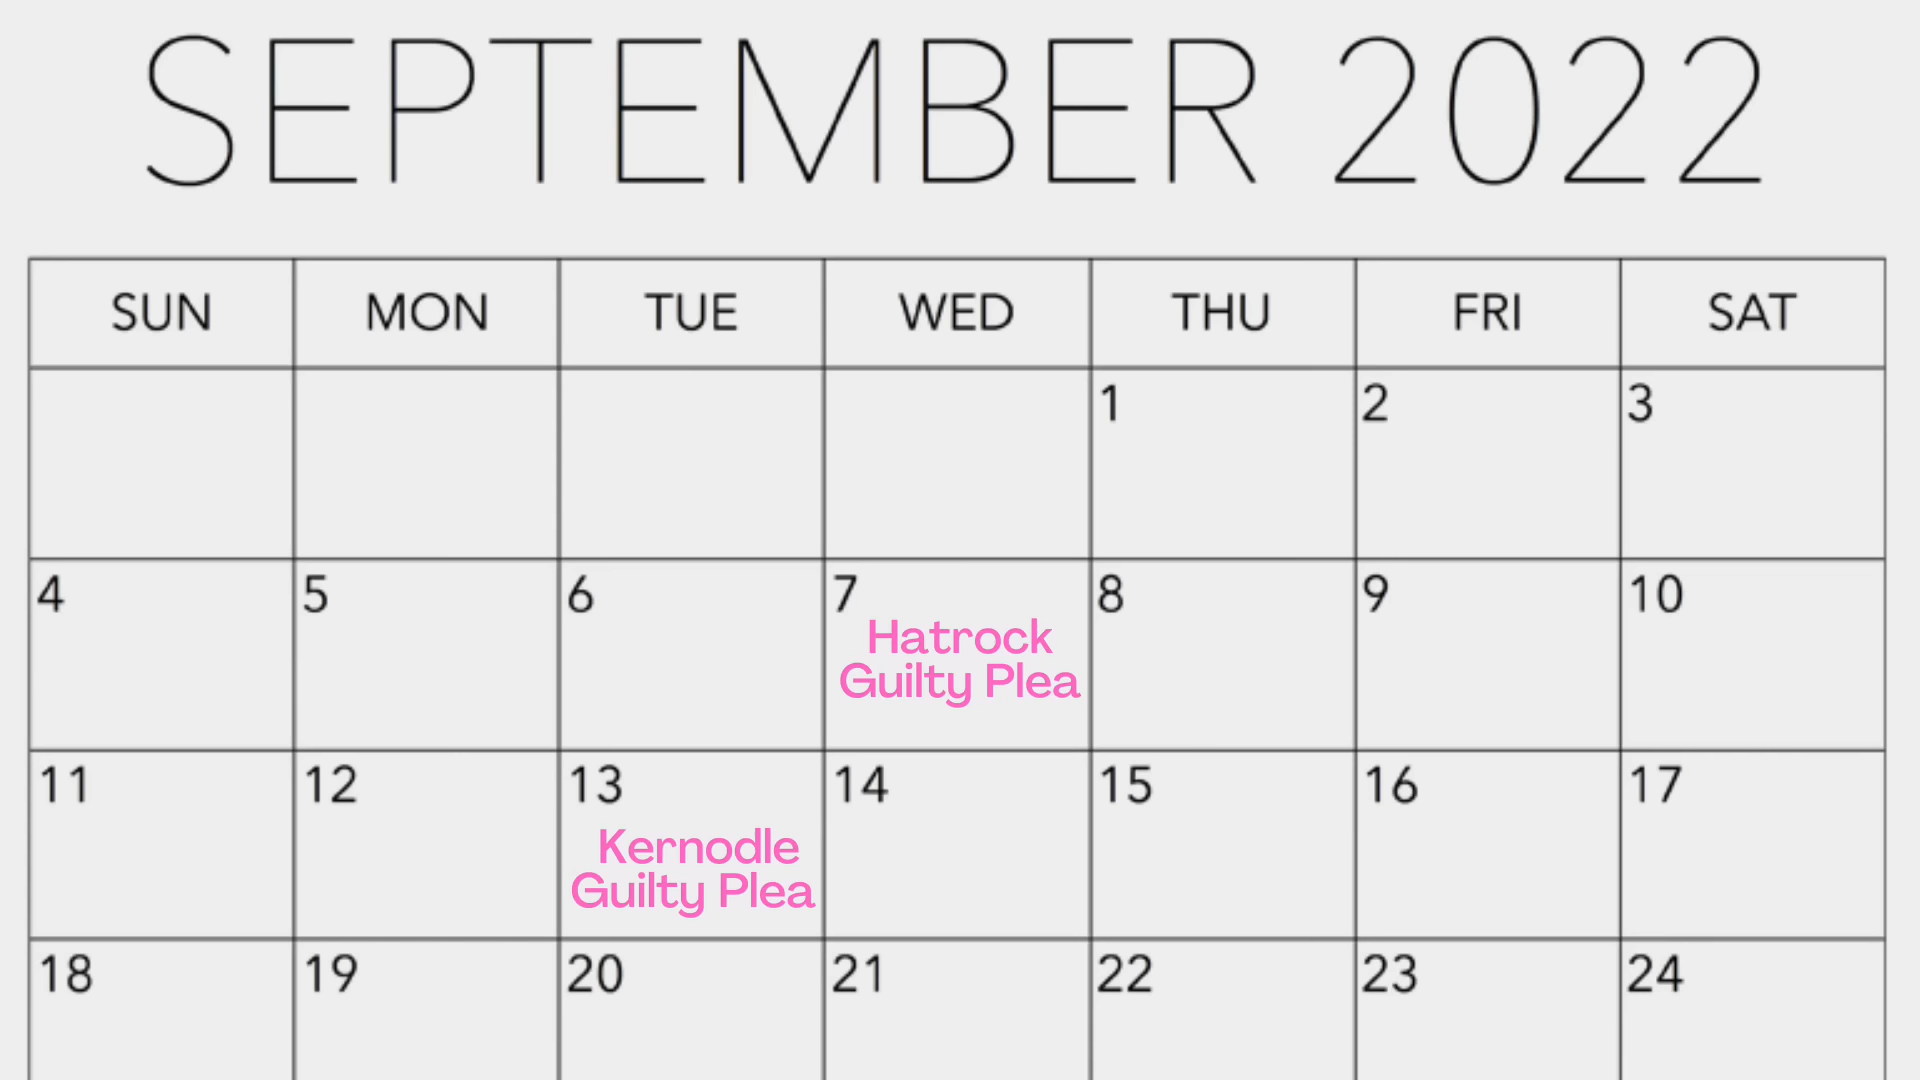 SEPTEMBER 2022
SUN MON TUE WED THU FRI SAT
1 2 3
4 5 6 7 8 9 10
Hatrock
Guilty Plea
11 12 13 14 15 16 17
Kernodle
Guilty Plea
18 19 20 21 22 23 24